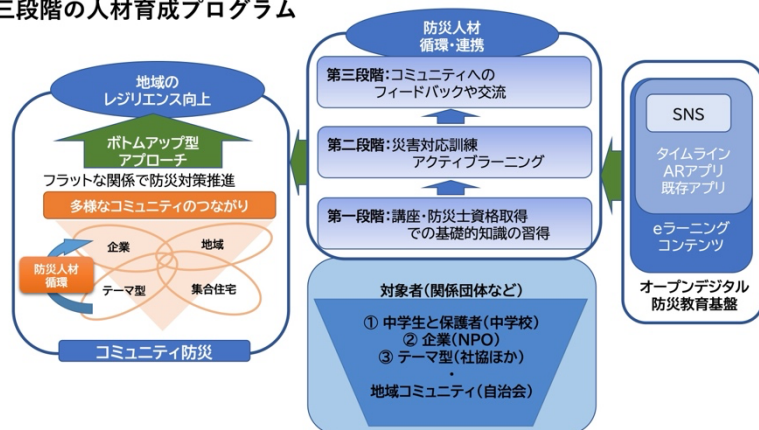 三段階の人材育成プログラム
地域の
レジリエンス向上
ボトムアップ型
アプローチ
フラットな関係で防災対策推進
多様なコミュニティのつながり
企業
地域
防災人材
循環
テーマ型
集合住宅
コミュニティ防災
防災人材
循環・連携
第三段階:コミュニティへの
フィードバックや交流
第二段階:災害対応訓練
アクティブラーニング
第一段階:講座・防災士資格取得
での基礎的知識の習得
対象者(関係団体など)
① 中学生と保護者(中学校)
② 企業(NPO)
③ テーマ型(社協ほか)
・
地域コミュニティ(自治会)
SNS
タイムライン
ARアプリ
既存アプリ
eラーニング
コンテンツ
オープンデジタル
防災教育基盤